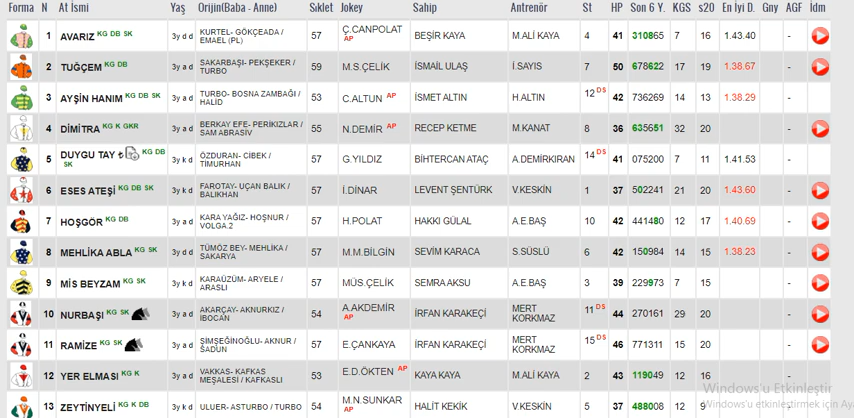 Forma N At İsmi Yaş Orijin(Baba - Anne) Sıklet Jokey Sahip Antrenör St HP Son 6 Y. KGS s20 En İyi D. Gny AGF İdm
1 AVARIZ KG DB SK 3y d d KURTEL- GÖKÇEADA / EMAEL (PL) 57 Ç.CANPOLAT AP BEŞİR KAYA M.ALİ KAYA 4 41 310865 7 16 1.43.40 -
2 TUĞÇEM KG DB 3y d d SAKARBAŞI- PEKŞEKER / TURBO 59 M.S.ÇELİK İSMAİL ULAŞ İ.SAYIS 7 50 678622 17 19 1.38.67 -
3 AYŞİN HANIM KG DB SK 3y a d TURBO- BOSNA ZAMBAĞI / HALİD 53 C.ALTUN AP İSMET ALTIN H.ALTIN 12 DS 42 736269 14 13 1.38.29 -
4 DİMİTRA KG K GKR 3y a d BERKAY EFE- PERİKIZLAR / SAM ABRASIV 55 N.DEMİR AP RECEP KETME M.KANAT 8 36 635651 32 20 -
5 DUYGU TAY ₺ KG DB SK 3y k d ÖZDURAN- CİBEK / TİMURHAN 57 G.YILDIZ BİHTERCAN ATAÇ A.DEMİRKIRAN 14 DS 41 075200 7 11 1.41.53 -
6 ESES ATEŞİ KG DB SK 3y k d FAROTAY- UÇAN BALIK / BALIKHAN 57 İ.DİNAR LEVENT ŞENTÜRK V.KESKİN 1 37 502241 21 20 1.43.60 -
7 HOŞGÖR KG DB 3y a d KARA YAĞIZ- HOŞNUR / VOLGA.2 57 H.POLAT HAKKI GÜLAL A.E.BAŞ 10 42 441480 12 17 1.40.69 -
8 MEHLİKA ABLA KG SK 3y d d TÜMÖZ BEY- MEHLİKA / SAKARYA 57 M.M.BİLGİN SEVİM KARACA S.SÜSLÜ 6 42 150984 14 15 1.38.23 -
9 MİS BEYZAM KG SK 3y k d KARAÜZÜM- ARYELE / ARASLI 57 MÜS.ÇELİK SEMRA AKSU A.E.BAŞ 3 39 229973 7 15 -
10 NURBAŞI KG SK 3y a d AKARÇAY- AKNURKIZ / İBOCAN 54 A.AKDEMİR AP İRFAN KARAKEÇİ MERT KORKMAZ 11 DS 44 270161 29 20 -
11 RAMİZE KG SK 3y a d ŞİMŞEĞİNOĞLU- AKNUR / ŞADUN 57 E.ÇANKAYA İRFAN KARAKEÇİ MERT KORKMAZ 15 DS 46 771311 15 20 -
12 YER ELMASI KG K 3y a d VAKKAS- KAFKAS MEŞALESİ / KAFKASLI 53 E.D.ÖKTEN AP KAYA KAYA M.ALİ KAYA 2 43 119049 12 16 -
13 ZEYTİNYELİ KG K DB 3y k d ULUER- ASTURBO / TURBO 54 M.N.SUNKAR AP HALİT KEKİK V.KESKİN 5 37 488008 12 9 -
Windows'u Etkinleştir
Windows'u etkinleştirmek için Ay